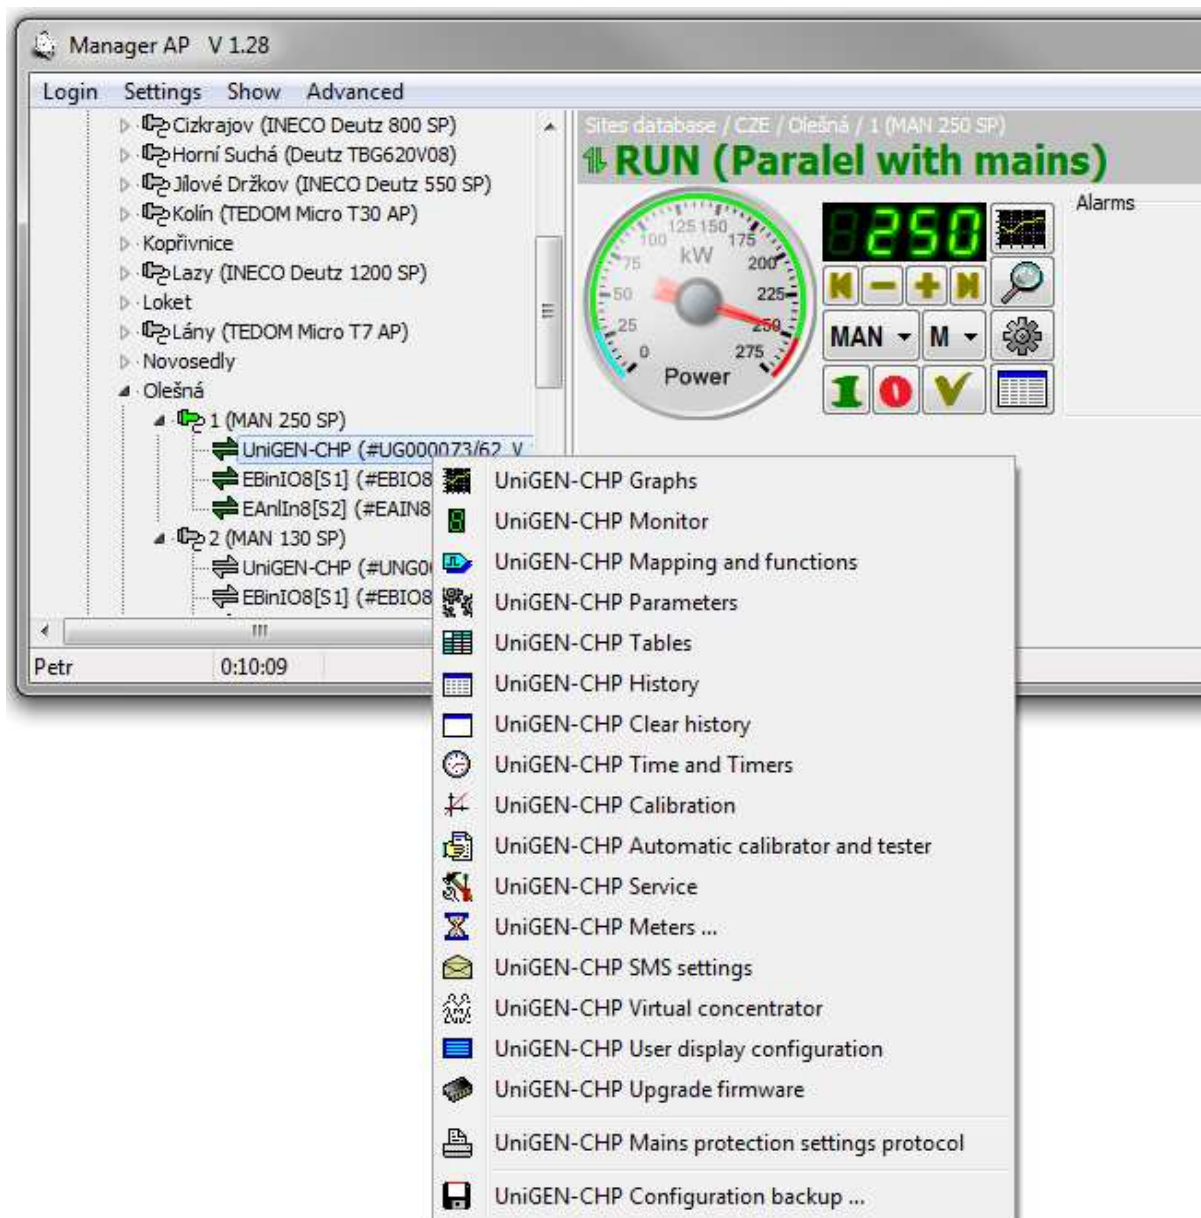 Manager AP V 1.28
Login Settings Show Advanced
Cizkrajov (INECO Deutz 800 SP)
Horní Suchá (Deutz TBG620V08)
Jílové Držkov (INECO Deutz 550 SP)
Kolín (TEDOM Micro T30 AP)
Kopřivnice
Lazy (INECO Deutz 1200 SP)
Loket
Lány (TEDOM Micro T7 AP)
Novosedly
Olešná
1 (MAN 250 SP)
UniGEN-CHP (#UG000073/62 V
EBinIO8[S1] (#EBIO8
EAnlIn8[S2] (#EAIN8
2 (MAN 130 SP)
UniGEN-CHP (#UNG0
EBinIO8[S1] (#EBIO8
Petr 0:10:09
Sites database / CZE / Olešná / 1 (MAN 250 SP)
RUN (Paralel with mains)
0
25
50
75
100
125
150
175
200
225
250
275
kW
Power
250
MAN M
1 0
Alarms
UniGEN-CHP Graphs
UniGEN-CHP Monitor
UniGEN-CHP Mapping and functions
UniGEN-CHP Parameters
UniGEN-CHP Tables
UniGEN-CHP History
UniGEN-CHP Clear history
UniGEN-CHP Time and Timers
UniGEN-CHP Calibration
UniGEN-CHP Automatic calibrator and tester
UniGEN-CHP Service
UniGEN-CHP Meters ...
UniGEN-CHP SMS settings
UniGEN-CHP Virtual concentrator
UniGEN-CHP User display configuration
UniGEN-CHP Upgrade firmware
UniGEN-CHP Mains protection settings protocol
UniGEN-CHP Configuration backup ...